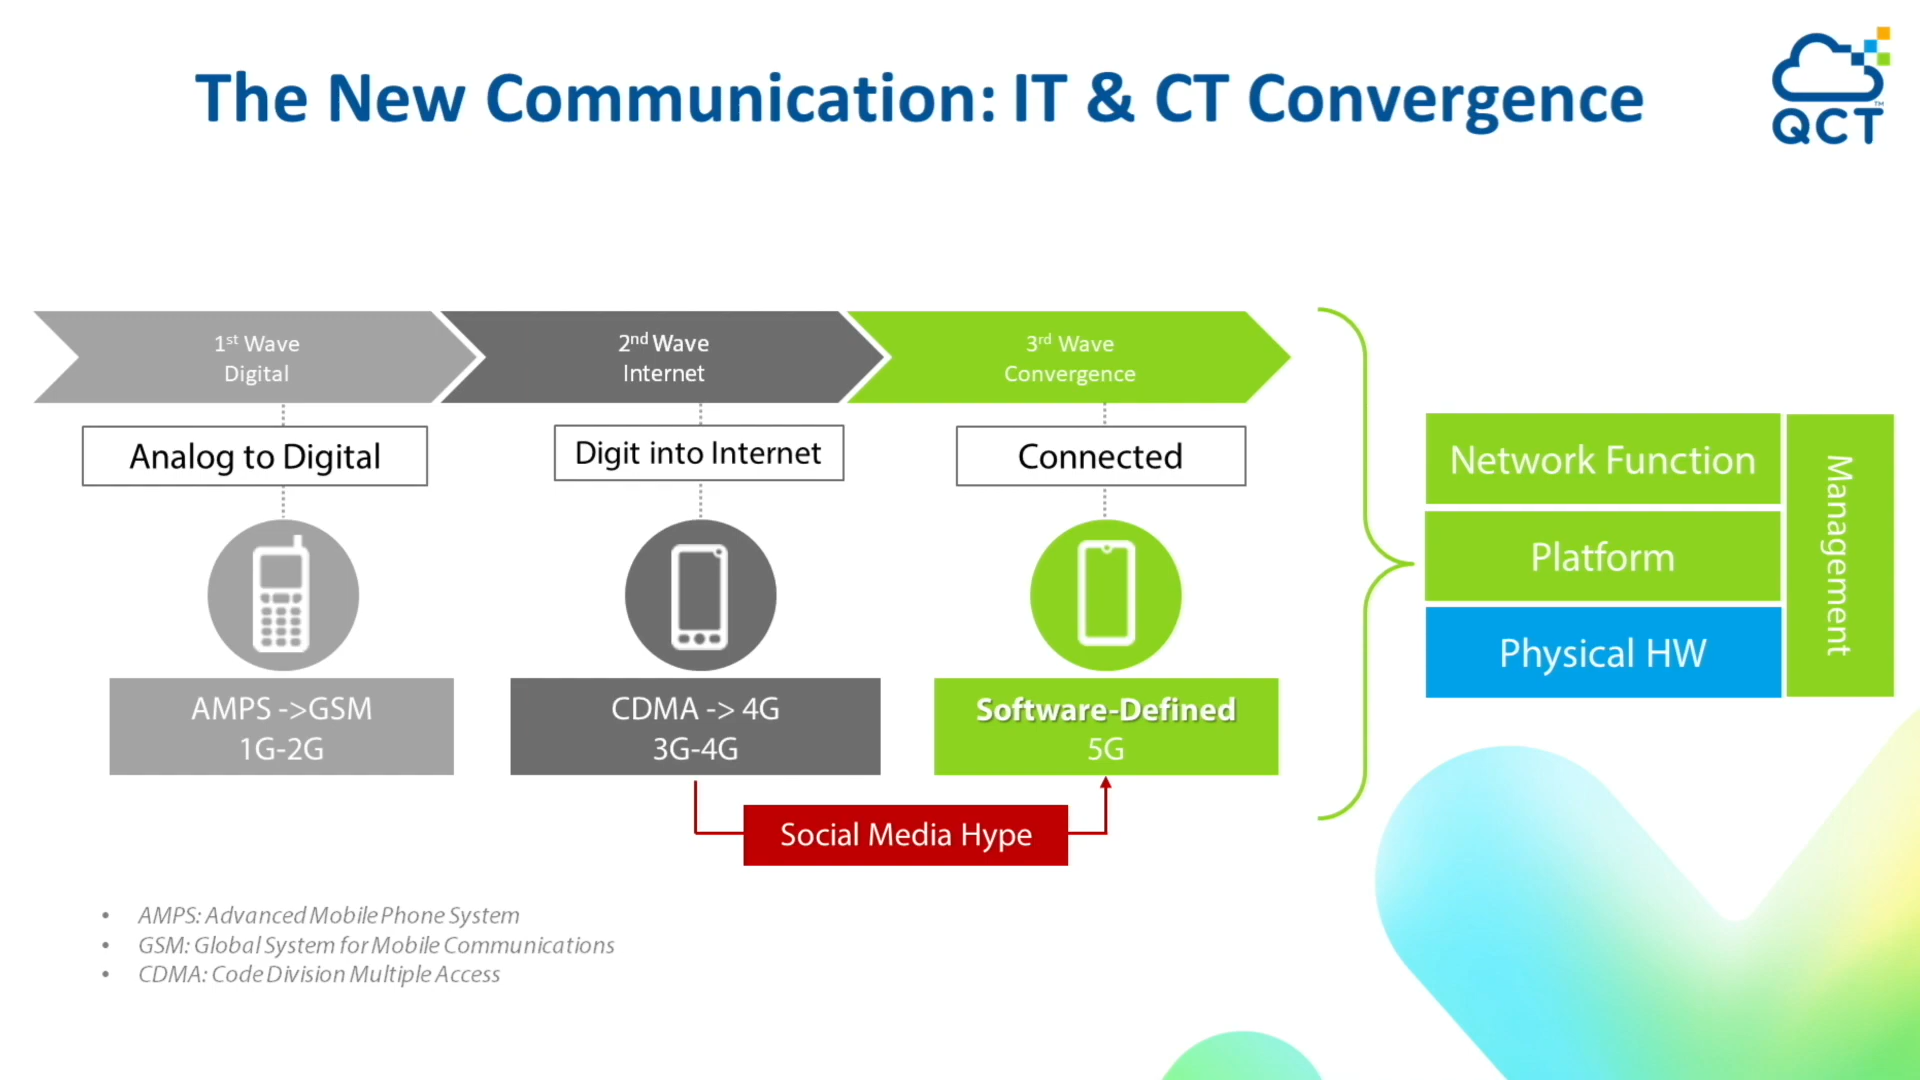 The New Communication: IT & CT Convergence
QCT™
1st Wave
Digital
2nd Wave
Internet
3rd Wave
Convergence
Analog to Digital
Digit into Internet
Connected
AMPS ->GSM
1G-2G
CDMA -> 4G
3G-4G
Software-Defined
5G
Social Media Hype
Network Function
Platform
Physical HW
Management
• AMPS: Advanced Mobile Phone System
• GSM: Global System for Mobile Communications
• CDMA: Code Division Multiple Access